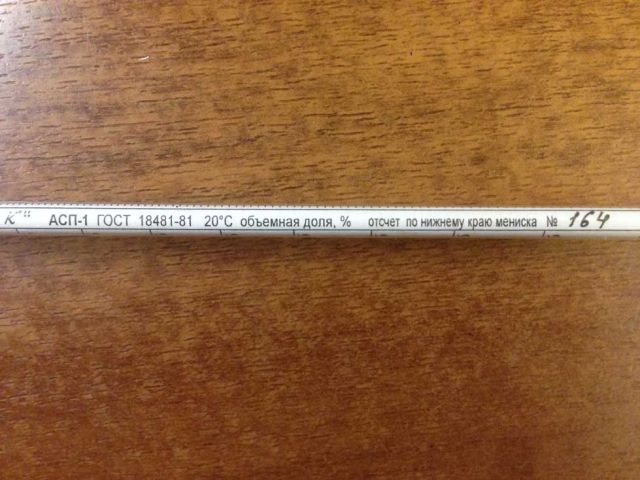 К" АСП-1 ГОСТ 18481-81 20°С объемная доля, % отсчет по нижнему краю мениска № 164